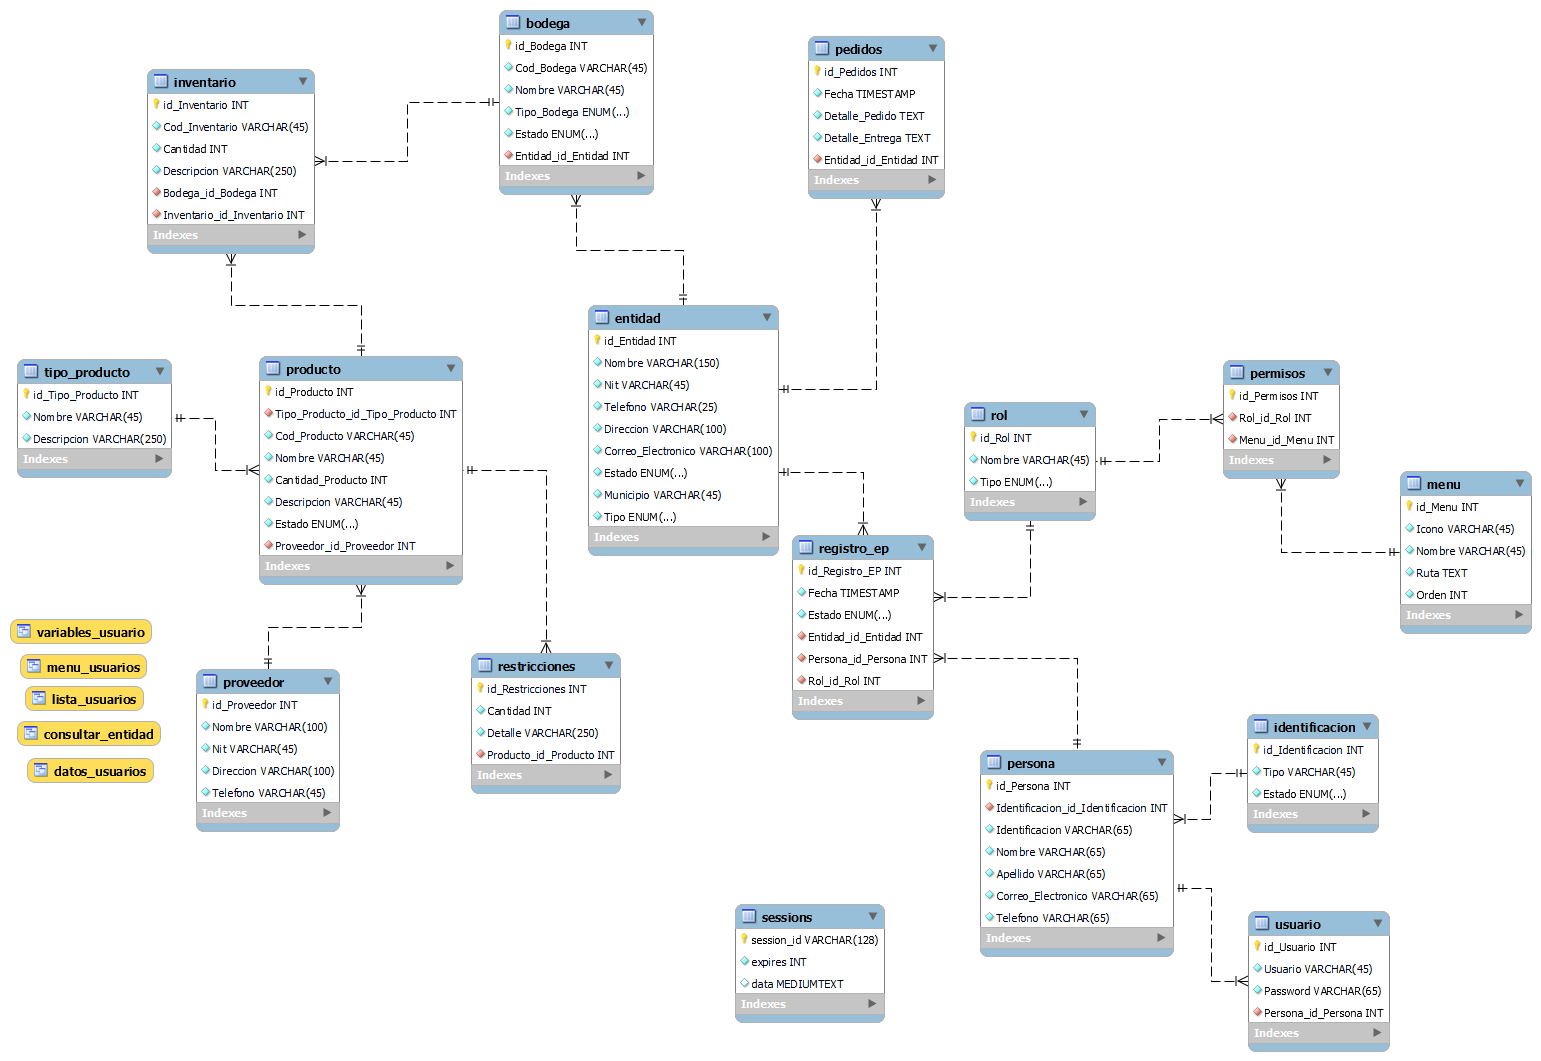 bodega
id_Bodega INT
Cod_Bodega VARCHAR(45)
Nombre VARCHAR(45)
Tipo_Bodega ENUM(...)
Estado ENUM(...)
Entidad_id_Entidad INT
Indexes
pedidos
id_Pedidos INT
Fecha TIMESTAMP
Detalle_Pedido TEXT
Detalle_Entrega TEXT
Entidad_id_Entidad INT
Indexes
inventario
id_Inventario INT
Cod_Inventario VARCHAR(45)
Cantidad INT
Descripcion VARCHAR(250)
Bodega_id_Bodega INT
Inventario_id_Inventario INT
Indexes
entidad
id_Entidad INT
Nombre VARCHAR(150)
Nit VARCHAR(45)
Telefono VARCHAR(25)
Direccion VARCHAR(100)
Correo_Electronico VARCHAR(100)
Estado ENUM(...)
Municipio VARCHAR(45)
Tipo ENUM(...)
Indexes
tipo_producto
id_Tipo_Producto INT
Nombre VARCHAR(45)
Descripcion VARCHAR(250)
Indexes
producto
id_Producto INT
Tipo_Producto_id_Tipo_Producto INT
Cod_Producto VARCHAR(45)
Nombre VARCHAR(45)
Cantidad_Producto INT
Descripcion VARCHAR(45)
Estado ENUM(...)
Proveedor_id_Proveedor INT
Indexes
rol
id_Rol INT
Nombre VARCHAR(45)
Tipo ENUM(...)
Indexes
permisos
id_Permisos INT
Rol_id_Rol INT
Menu_id_Menu INT
Indexes
menu
id_Menu INT
Icono VARCHAR(45)
Nombre VARCHAR(45)
Ruta TEXT
Orden INT
Indexes
registro_ep
id_Registro_EP INT
Fecha TIMESTAMP
Estado ENUM(...)
Entidad_id_Entidad INT
Persona_id_Persona INT
Rol_id_Rol INT
Indexes
variables_usuario
menu_usuarios
lista_usuarios
consultar_entidad
datos_usuarios
proveedor
id_Proveedor INT
Nombre VARCHAR(100)
Nit VARCHAR(45)
Direccion VARCHAR(100)
Telefono VARCHAR(45)
Indexes
restricciones
id_Restricciones INT
Cantidad INT
Detalle VARCHAR(250)
Producto_id_Producto INT
Indexes
persona
id_Persona INT
Identificacion_id_Identificacion INT
Identificacion VARCHAR(65)
Nombre VARCHAR(65)
Apellido VARCHAR(65)
Correo_Electronico VARCHAR(65)
Telefono VARCHAR(65)
Indexes
identificacion
id_Identificacion INT
Tipo VARCHAR(45)
Estado ENUM(...)
Indexes
sessions
session_id VARCHAR(128)
expires INT
data MEDIUMTEXT
Indexes
usuario
id_Usuario INT
Usuario VARCHAR(45)
Password VARCHAR(65)
Persona_id_Persona INT
Indexes